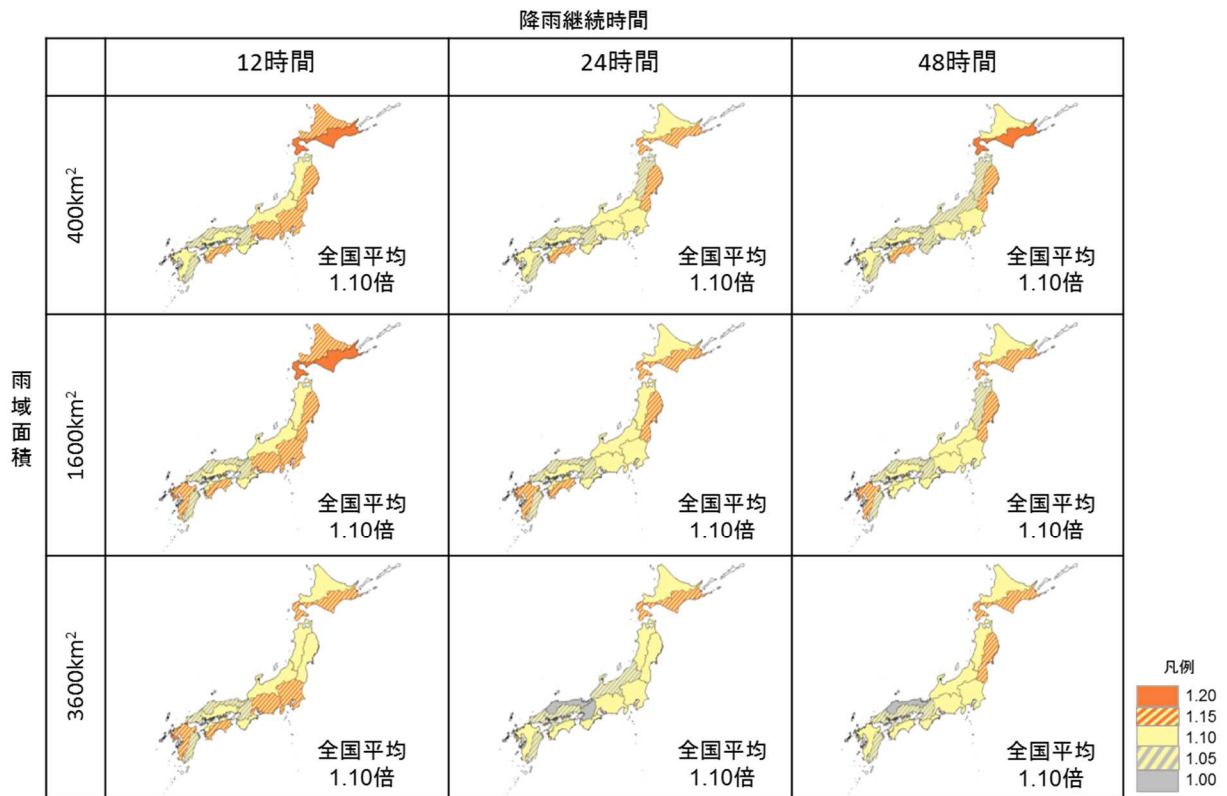 降雨継続時間
12時間
24時間
48時間
雨域面積
400km²
全国平均
1.10倍
全国平均
1.10倍
全国平均
1.10倍
1600km²
全国平均
1.10倍
全国平均
1.10倍
全国平均
1.10倍
3600km²
全国平均
1.10倍
全国平均
1.10倍
全国平均
1.10倍
凡例
1.20
1.15
1.10
1.05
1.00